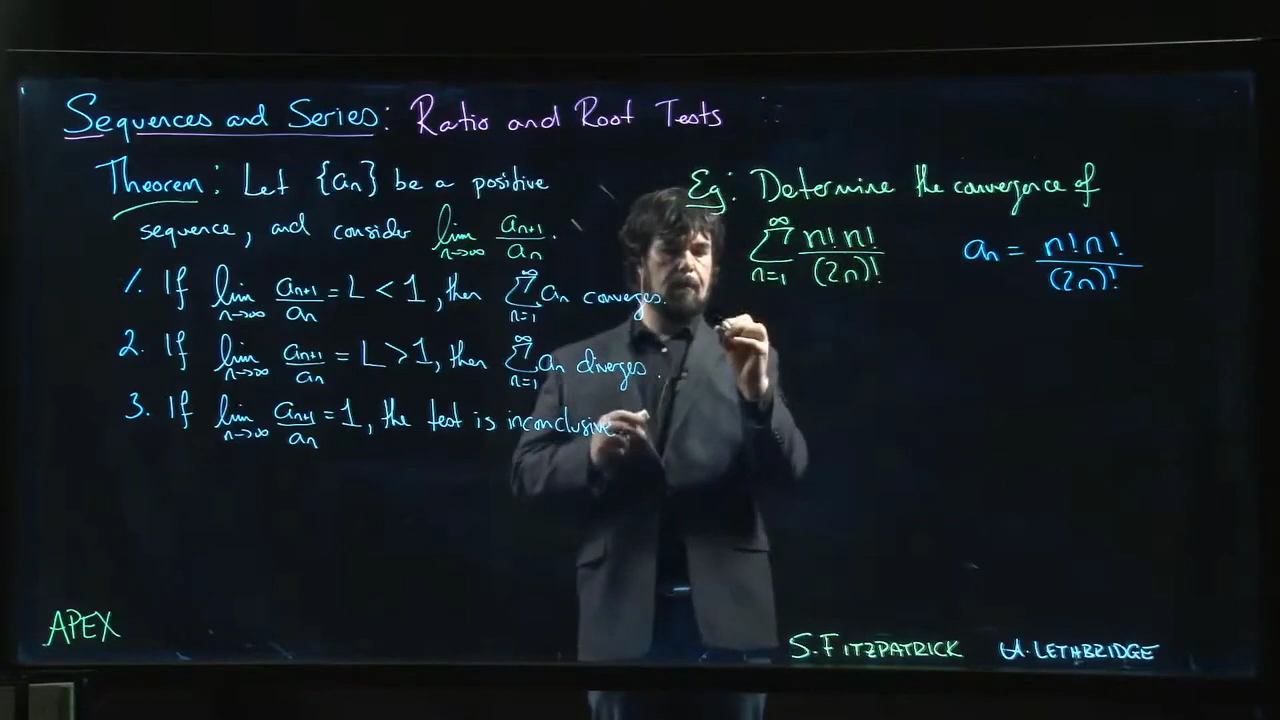 Sequences and Series: Ratio and Root Tests
Theorem: Let {aₙ} be a positive
sequence, and consider lim n→∞ aₙ₊₁/aₙ.
1. If lim n→∞ aₙ₊₁/aₙ = L < 1, then ∑ n=1 ∞ aₙ converges.
2. If lim n→∞ aₙ₊₁/aₙ = L > 1, then ∑ n=1 ∞ aₙ diverges.
3. If lim n→∞ aₙ₊₁/aₙ = 1, the test is inconclusive.
Eg: Determine the convergence of
∑ n=1 ∞ n! n!/(2n)!
aₙ = n! n!/(2n)!
APEX
S. FITZPATRICK U. LETHBRIDGE